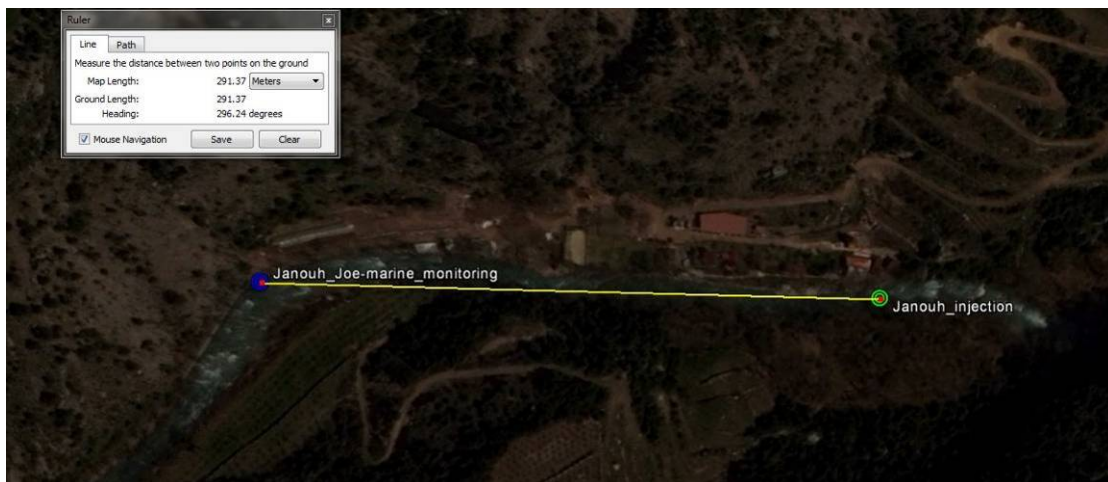 Ruler
Line Path
Measure the distance between two points on the ground
Map Length: 291.37 Meters
Ground Length: 291.37
Heading: 296.24 degrees
Mouse Navigation Save Clear
Janouh_Joe-marine_monitoring
Janouh_injection